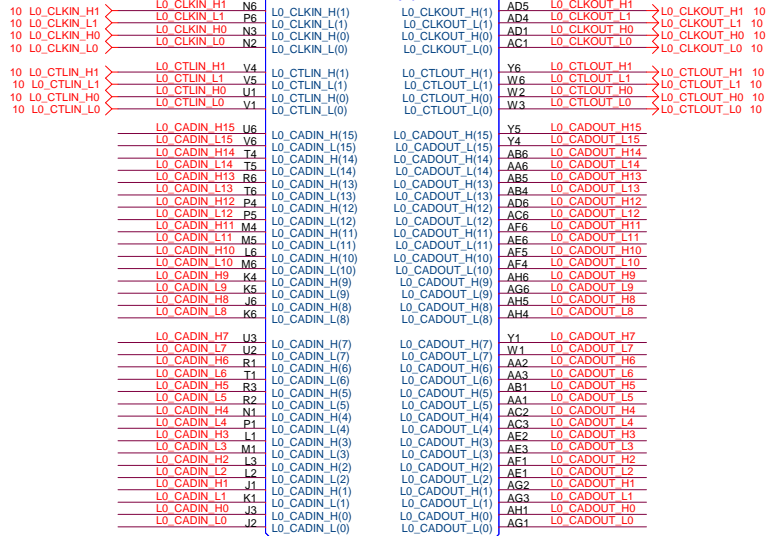 10 L0_CLKIN_H1 L0_CLKIN_H1 N6 L0_CLKIN_H(1) L0_CLKOUT_H(1) AD5 L0_CLKOUT_H1 L0_CLKOUT_H1 10
10 L0_CLKIN_L1 L0_CLKIN_L1 P6 L0_CLKIN_L(1) L0_CLKOUT_L(1) AD4 L0_CLKOUT_L1 L0_CLKOUT_L1 10
10 L0_CLKIN_H0 L0_CLKIN_H0 N3 L0_CLKIN_H(0) L0_CLKOUT_H(0) AD1 L0_CLKOUT_H0 L0_CLKOUT_H0 10
10 L0_CLKIN_L0 L0_CLKIN_L0 N2 L0_CLKIN_L(0) L0_CLKOUT_L(0) AC1 L0_CLKOUT_L0 L0_CLKOUT_L0 10
10 L0_CTLIN_H1 L0_CTLIN_H1 V4 L0_CTLIN_H(1) L0_CTLOUT_H(1) Y6 L0_CTLOUT_H1 L0_CTLOUT_H1 10
10 L0_CTLIN_L1 L0_CTLIN_L1 V5 L0_CTLIN_L(1) L0_CTLOUT_L(1) W6 L0_CTLOUT_L1 L0_CTLOUT_L1 10
10 L0_CTLIN_H0 L0_CTLIN_H0 U1 L0_CTLIN_H(0) L0_CTLOUT_H(0) W2 L0_CTLOUT_H0 L0_CTLOUT_H0 10
10 L0_CTLIN_L0 L0_CTLIN_L0 V1 L0_CTLIN_L(0) L0_CTLOUT_L(0) W3 L0_CTLOUT_L0 L0_CTLOUT_L0 10
L0_CADIN_H15 U6 L0_CADIN_H(15) L0_CADOUT_H(15) Y5 L0_CADOUT_H15
L0_CADIN_L15 V6 L0_CADIN_L(15) L0_CADOUT_L(15) Y4 L0_CADOUT_L15
L0_CADIN_H14 T4 L0_CADIN_H(14) L0_CADOUT_H(14) AB6 L0_CADOUT_H14
L0_CADIN_L14 T5 L0_CADIN_L(14) L0_CADOUT_L(14) AA6 L0_CADOUT_L14
L0_CADIN_H13 R6 L0_CADIN_H(13) L0_CADOUT_H(13) AB5 L0_CADOUT_H13
L0_CADIN_L13 T6 L0_CADIN_L(13) L0_CADOUT_L(13) AB4 L0_CADOUT_L13
L0_CADIN_H12 P4 L0_CADIN_H(12) L0_CADOUT_H(12) AD6 L0_CADOUT_H12
L0_CADIN_L12 P5 L0_CADIN_L(12) L0_CADOUT_L(12) AC6 L0_CADOUT_L12
L0_CADIN_H11 M4 L0_CADIN_H(11) L0_CADOUT_H(11) AF6 L0_CADOUT_H11
L0_CADIN_L11 M5 L0_CADIN_L(11) L0_CADOUT_L(11) AE6 L0_CADOUT_L11
L0_CADIN_H10 L6 L0_CADIN_H(10) L0_CADOUT_H(10) AF5 L0_CADOUT_H10
L0_CADIN_L10 M6 L0_CADIN_L(10) L0_CADOUT_L(10) AF4 L0_CADOUT_L10
L0_CADIN_H9 K4 L0_CADIN_H(9) L0_CADOUT_H(9) AH6 L0_CADOUT_H9
L0_CADIN_L9 K5 L0_CADIN_L(9) L0_CADOUT_L(9) AG6 L0_CADOUT_L9
L0_CADIN_H8 J6 L0_CADIN_H(8) L0_CADOUT_H(8) AH5 L0_CADOUT_H8
L0_CADIN_L8 K6 L0_CADIN_L(8) L0_CADOUT_L(8) AH4 L0_CADOUT_L8
L0_CADIN_H7 U3 L0_CADIN_H(7) L0_CADOUT_H(7) Y1 L0_CADOUT_H7
L0_CADIN_L7 U2 L0_CADIN_L(7) L0_CADOUT_L(7) W1 L0_CADOUT_L7
L0_CADIN_H6 R1 L0_CADIN_H(6) L0_CADOUT_H(6) AA2 L0_CADOUT_H6
L0_CADIN_L6 T1 L0_CADIN_L(6) L0_CADOUT_L(6) AA3 L0_CADOUT_L6
L0_CADIN_H5 R3 L0_CADIN_H(5) L0_CADOUT_H(5) AB1 L0_CADOUT_H5
L0_CADIN_L5 R2 L0_CADIN_L(5) L0_CADOUT_L(5) AA1 L0_CADOUT_L5
L0_CADIN_H4 N1 L0_CADIN_H(4) L0_CADOUT_H(4) AC2 L0_CADOUT_H4
L0_CADIN_L4 P1 L0_CADIN_L(4) L0_CADOUT_L(4) AC3 L0_CADOUT_L4
L0_CADIN_H3 L1 L0_CADIN_H(3) L0_CADOUT_H(3) AE2 L0_CADOUT_H3
L0_CADIN_L3 M1 L0_CADIN_L(3) L0_CADOUT_L(3) AE3 L0_CADOUT_L3
L0_CADIN_H2 L3 L0_CADIN_H(2) L0_CADOUT_H(2) AF1 L0_CADOUT_H2
L0_CADIN_L2 L2 L0_CADIN_L(2) L0_CADOUT_L(2) AE1 L0_CADOUT_L2
L0_CADIN_H1 J1 L0_CADIN_H(1) L0_CADOUT_H(1) AG2 L0_CADOUT_H1
L0_CADIN_L1 K1 L0_CADIN_L(1) L0_CADOUT_L(1) AG3 L0_CADOUT_L1
L0_CADIN_H0 J3 L0_CADIN_H(0) L0_CADOUT_H(0) AH1 L0_CADOUT_H0
L0_CADIN_L0 J2 L0_CADIN_L(0) L0_CADOUT_L(0) AG1 L0_CADOUT_L0